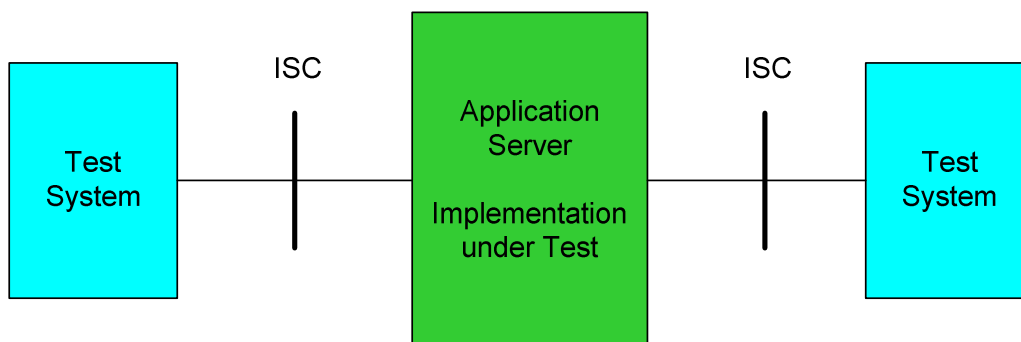 ISC
ISC
Test
System
Application
Server
Implementation
under Test
Test
System